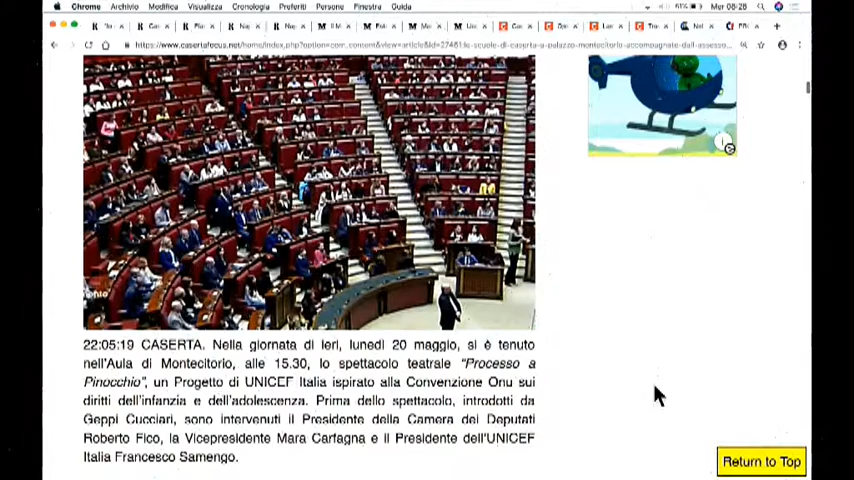 Chrome Archivio Modifica Visualizza Cronologia Preferiti Persone Finestra Guida
Mer 08:28
22:05:19 CASERTA. Nella giornata di ieri, lunedì 20 maggio, si è tenuto
nell'Aula di Montecitorio, alle 15.30, lo spettacolo teatrale "Processo a
Pinocchio", un Progetto di UNICEF Italia ispirato alla Convenzione Onu sui
diritti dell'infanzia e dell'adolescenza. Prima dello spettacolo, introdotti da
Geppi Cucciari, sono intervenuti il Presidente della Camera dei Deputati
Roberto Fico, la Vicepresidente Mara Carfagna e il Presidente dell'UNICEF
Italia Francesco Samengo.
Return to Top